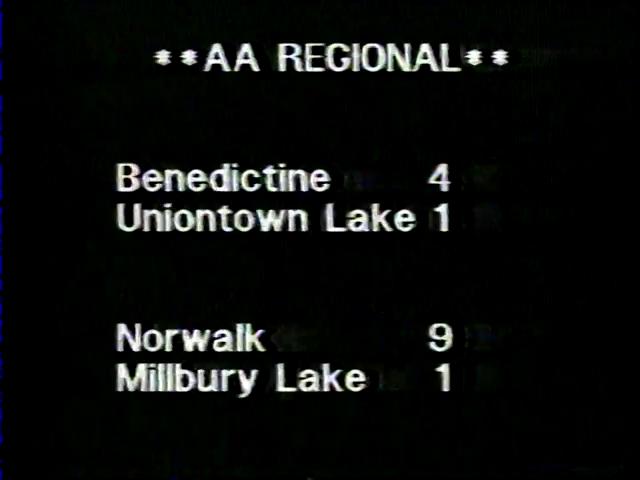 **AA REGIONAL**
Benedictine 4
Uniontown Lake 1
Norwalk 9
Millbury Lake 1